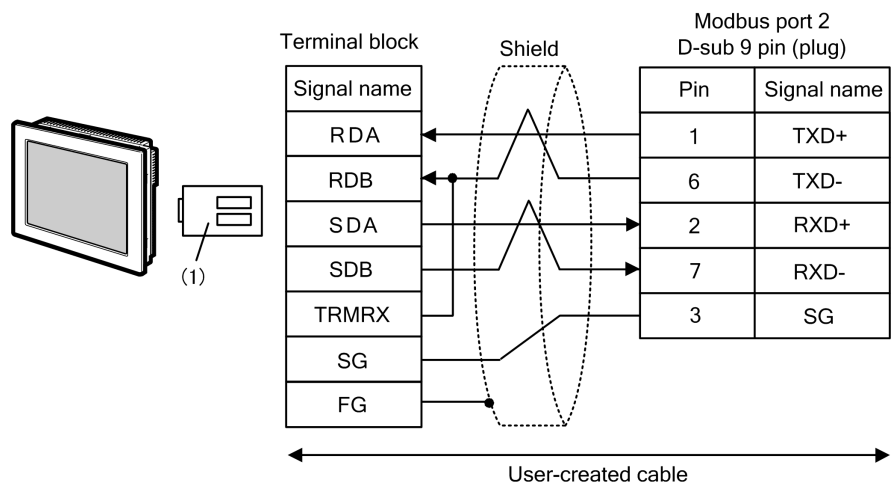 Modbus port 2
D-sub 9 pin (plug)
Terminal block
Shield
Signal name
Pin Signal name
RDA
1 TXD+
RDB
6 TXD-
SDA
2 RXD+
SDB
7 RXD-
TRMRX
3 SG
SG
FG
(1)
User-created cable